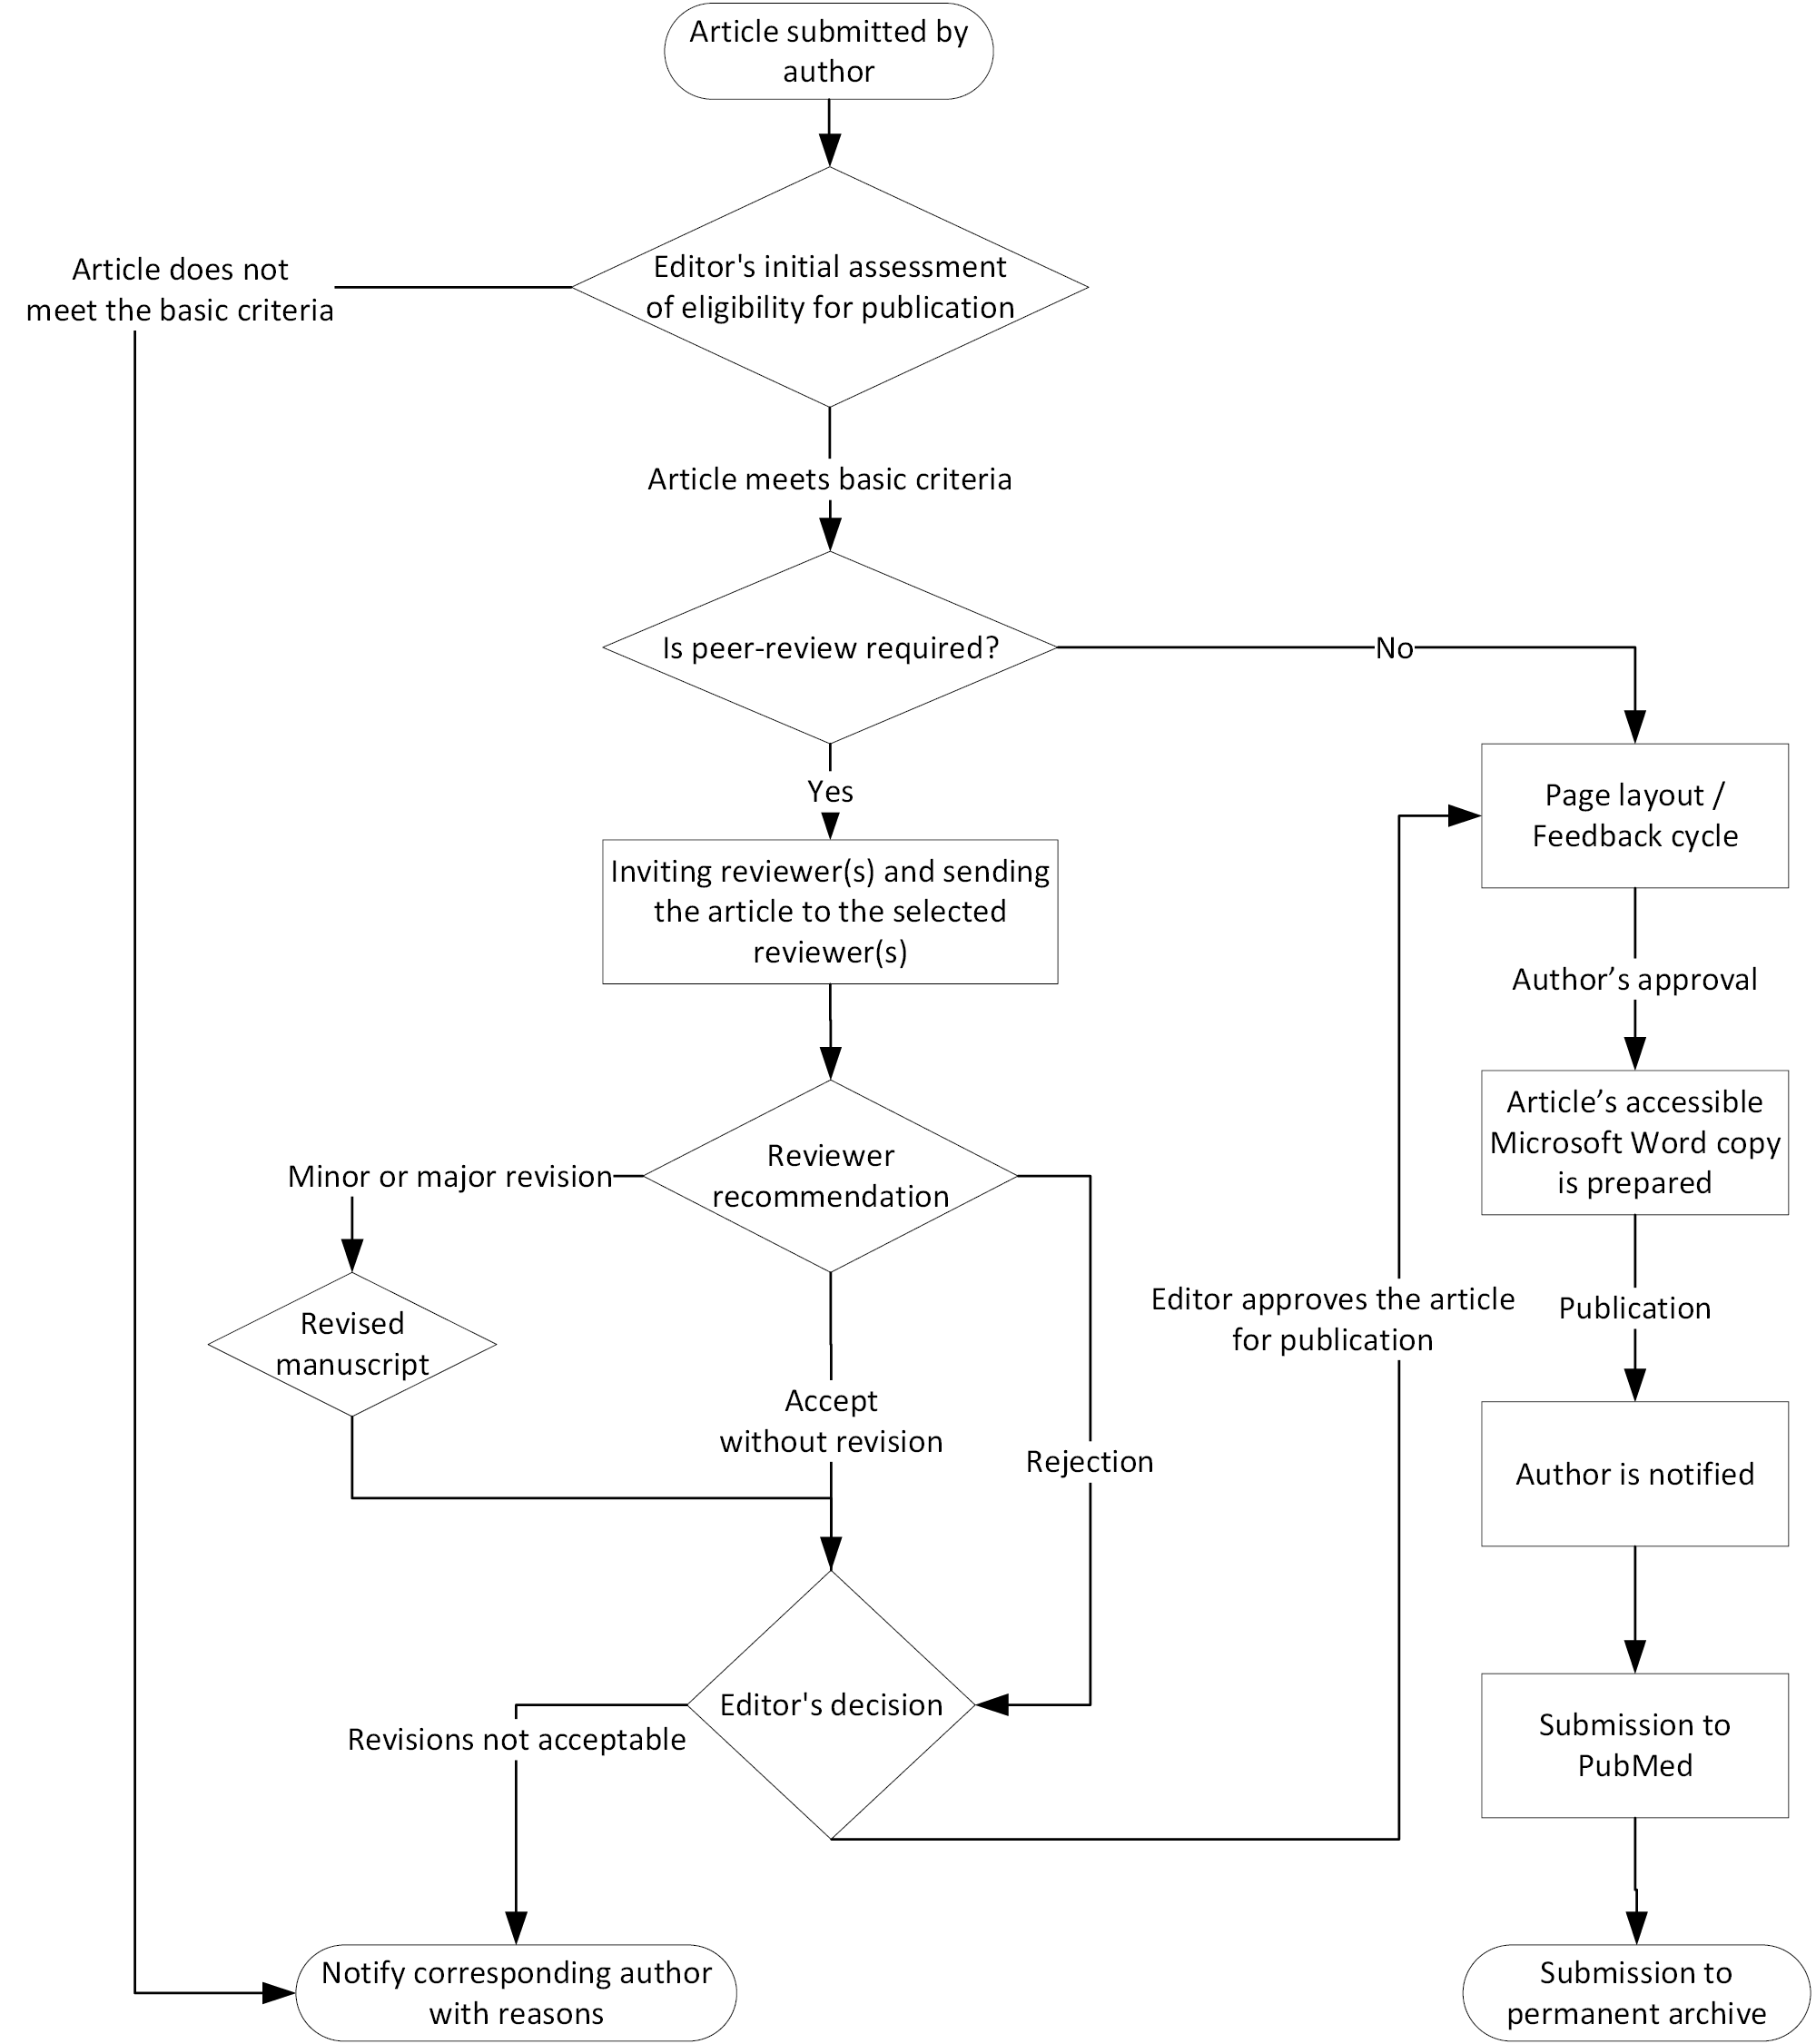 Article submitted by
author
Editor's initial assessment
of eligibility for publication
Article does not
meet the basic criteria
Article meets basic criteria
Is peer-review required?
No
Yes
Page layout /
Feedback cycle
Inviting reviewer(s) and sending
the article to the selected
reviewer(s)
Author’s approval
Article’s accessible
Microsoft Word copy
is prepared
Reviewer
recommendation
Minor or major revision
Revised
manuscript
Accept
without revision
Rejection
Editor approves the article
for publication
Publication
Author is notified
Editor's decision
Revisions not acceptable
Submission to
PubMed
Notify corresponding author
with reasons
Submission to
permanent archive